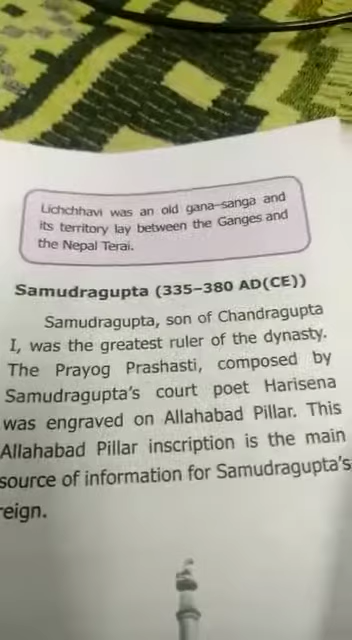 Lichchhavi was an old gana-sanga and
its territory lay between the Ganges and
the Nepal Terai.
Samudragupta (335–380 AD(CE))
Samudragupta, son of Chandragupta
I, was the greatest ruler of the dynasty.
The Prayog Prashasti, composed by
Samudragupta's court poet Harisena
was engraved on Allahabad Pillar. This
Allahabad Pillar inscription is the main
source of information for Samudragupta's
reign.